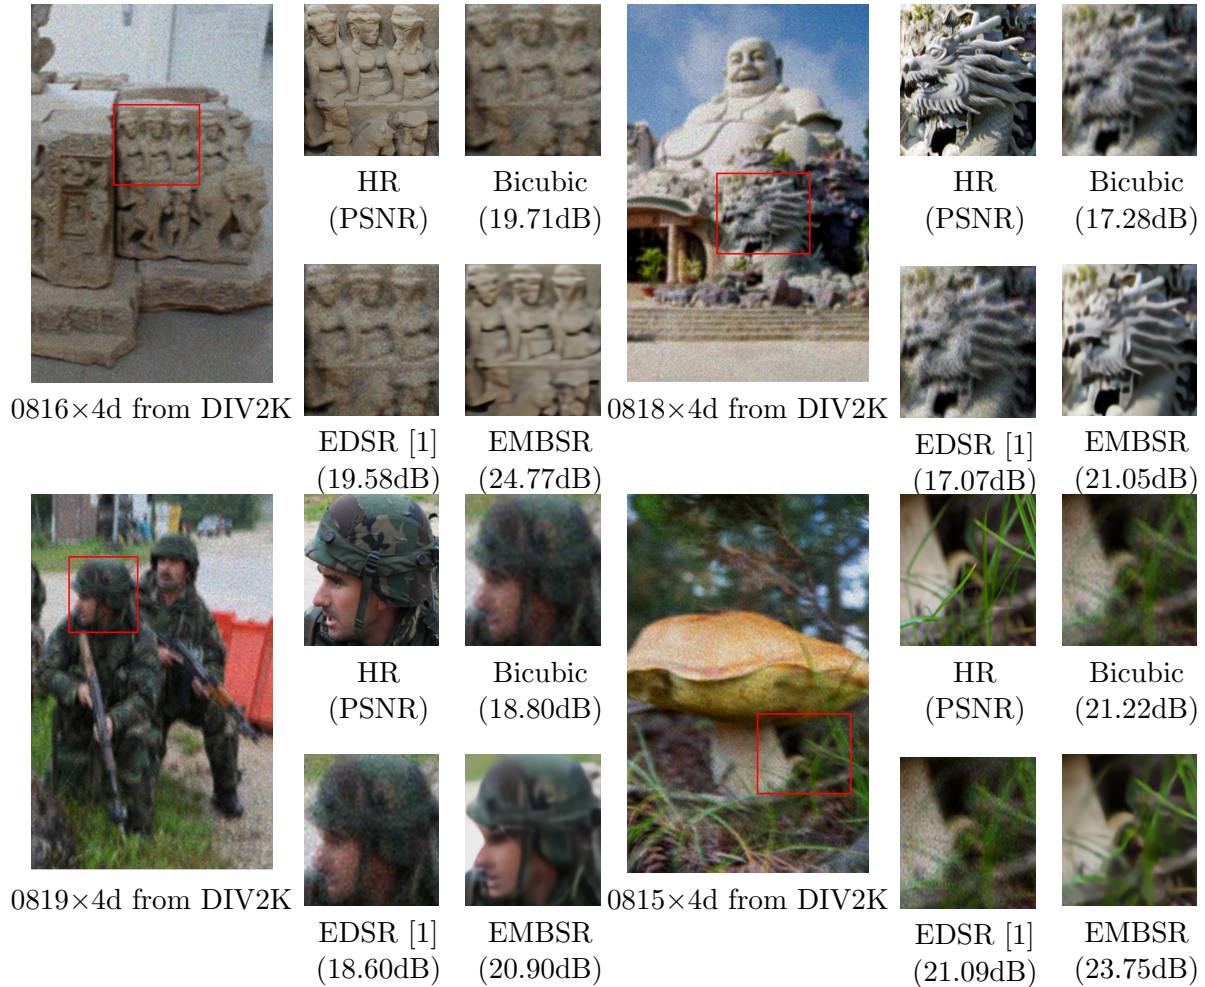 HR
(PSNR)
Bicubic
(19.71dB)
EDSR [1]
(19.58dB)
EMBSR
(24.77dB)
0816×4d from DIV2K
HR
(PSNR)
Bicubic
(17.28dB)
EDSR [1]
(17.07dB)
EMBSR
(21.05dB)
0818×4d from DIV2K
HR
(PSNR)
Bicubic
(18.80dB)
EDSR [1]
(18.60dB)
EMBSR
(20.90dB)
0819×4d from DIV2K
HR
(PSNR)
Bicubic
(21.22dB)
EDSR [1]
(21.09dB)
EMBSR
(23.75dB)
0815×4d from DIV2K